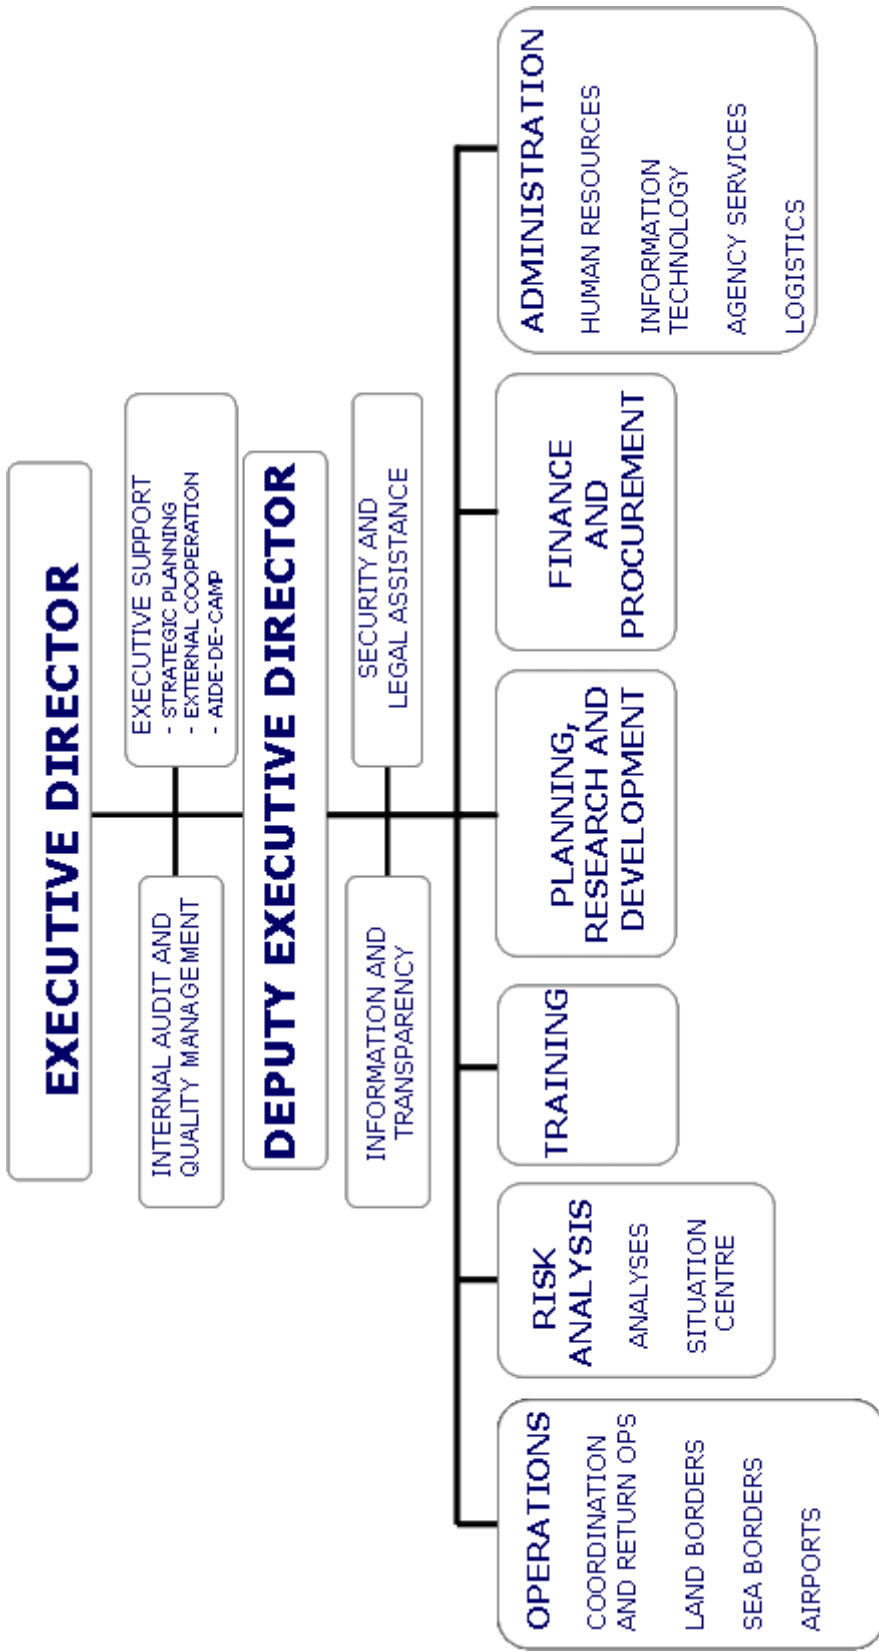 EXECUTIVE DIRECTOR
INTERNAL AUDIT AND
QUALITY MANAGEMENT
EXECUTIVE SUPPORT
- STRATEGIC PLANNING
- EXTERNAL COOPERATION
- AIDE-DE-CAMP
DEPUTY EXECUTIVE DIRECTOR
INFORMATION AND
TRANSPARENCY
SECURITY AND
LEGAL ASSISTANCE
OPERATIONS
COORDINATION
AND RETURN OPS
LAND BORDERS
SEA BORDERS
AIRPORTS
RISK
ANALYSIS
ANALYSES
SITUATION
CENTRE
TRAINING
PLANNING,
RESEARCH AND
DEVELOPMENT
FINANCE
AND
PROCUREMENT
ADMINISTRATION
HUMAN RESOURCES
INFORMATION
TECHNOLOGY
AGENCY SERVICES
LOGISTICS